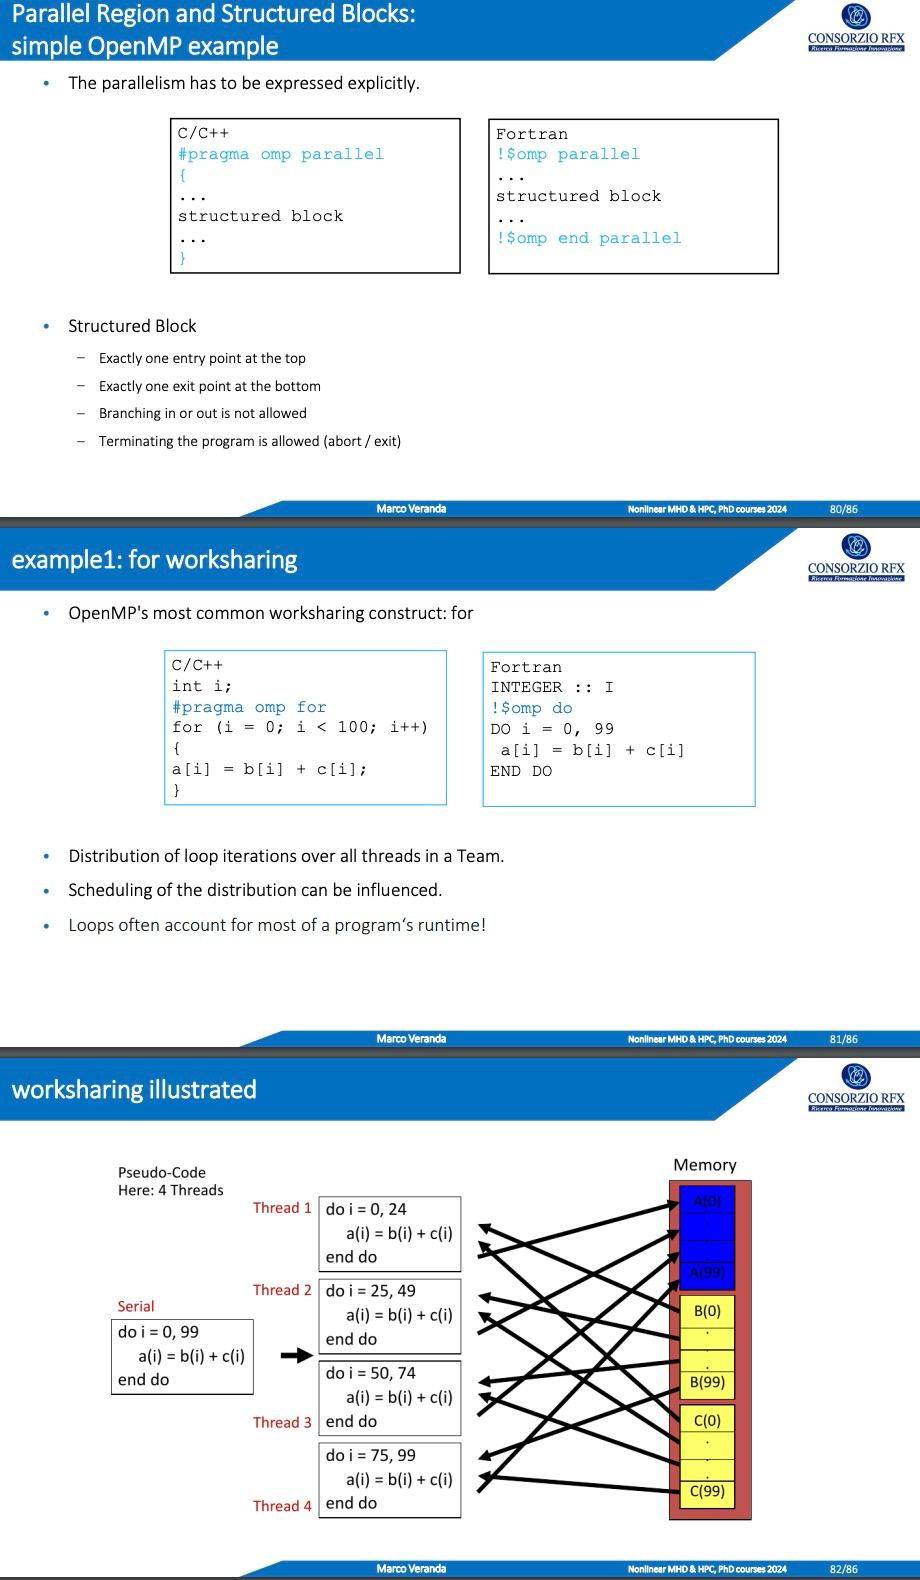 Parallel Region and Structured Blocks:
simple OpenMP example
CONSORZIO RFX
Ricerca Formazione Innovazione
• The parallelism has to be expressed explicitly.
C/C++
#pragma omp parallel
{
...
structured block
...
}
Fortran
!$omp parallel
...
structured block
...
!$omp end parallel
• Structured Block
– Exactly one entry point at the top
– Exactly one exit point at the bottom
– Branching in or out is not allowed
– Terminating the program is allowed (abort / exit)
Marco Veranda Nonlinear MHD & HPC, PhD courses 2024 80/86
example1: for worksharing
CONSORZIO RFX
Ricerca Formazione Innovazione
• OpenMP's most common worksharing construct: for
C/C++
int i;
#pragma omp for
for (i = 0; i < 100; i++)
{
a[i] = b[i] + c[i];
}
Fortran
INTEGER :: I
!$omp do
DO i = 0, 99
a[i] = b[i] + c[i]
END DO
• Distribution of loop iterations over all threads in a Team.
• Scheduling of the distribution can be influenced.
• Loops often account for most of a program‘s runtime!
Marco Veranda Nonlinear MHD & HPC, PhD courses 2024 81/86
worksharing illustrated
CONSORZIO RFX
Ricerca Formazione Innovazione
Pseudo-Code
Here: 4 Threads
Serial
do i = 0, 99
a(i) = b(i) + c(i)
end do
Thread 1
do i = 0, 24
a(i) = b(i) + c(i)
end do
Thread 2
do i = 25, 49
a(i) = b(i) + c(i)
end do
Thread 3
do i = 50, 74
a(i) = b(i) + c(i)
end do
Thread 4
do i = 75, 99
a(i) = b(i) + c(i)
end do
Memory
A(0)
.
.
A(99)
B(0)
.
.
B(99)
C(0)
.
.
C(99)
Marco Veranda Nonlinear MHD & HPC, PhD courses 2024 82/86